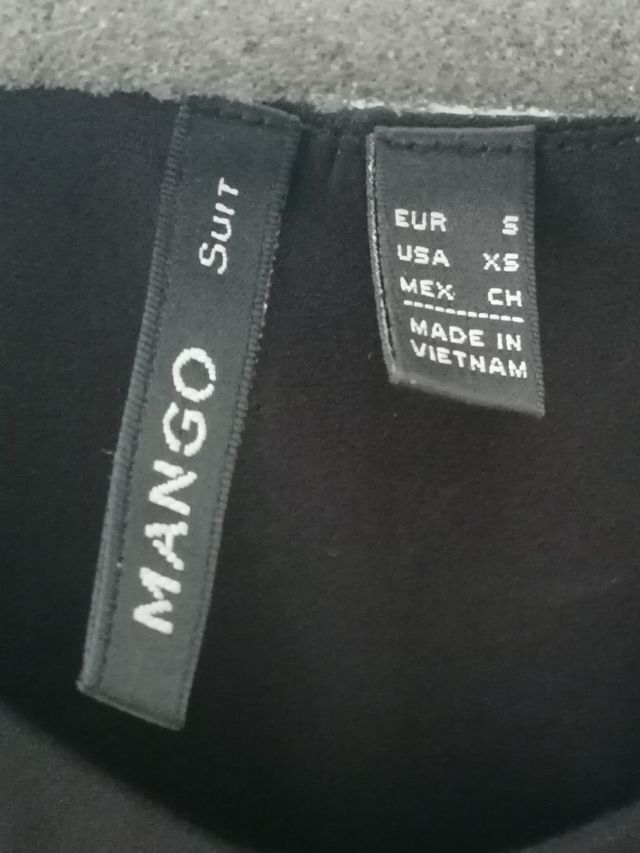 MANGO Suit
EUR S
USA XS
MEX CH
MADE IN
VIETNAM